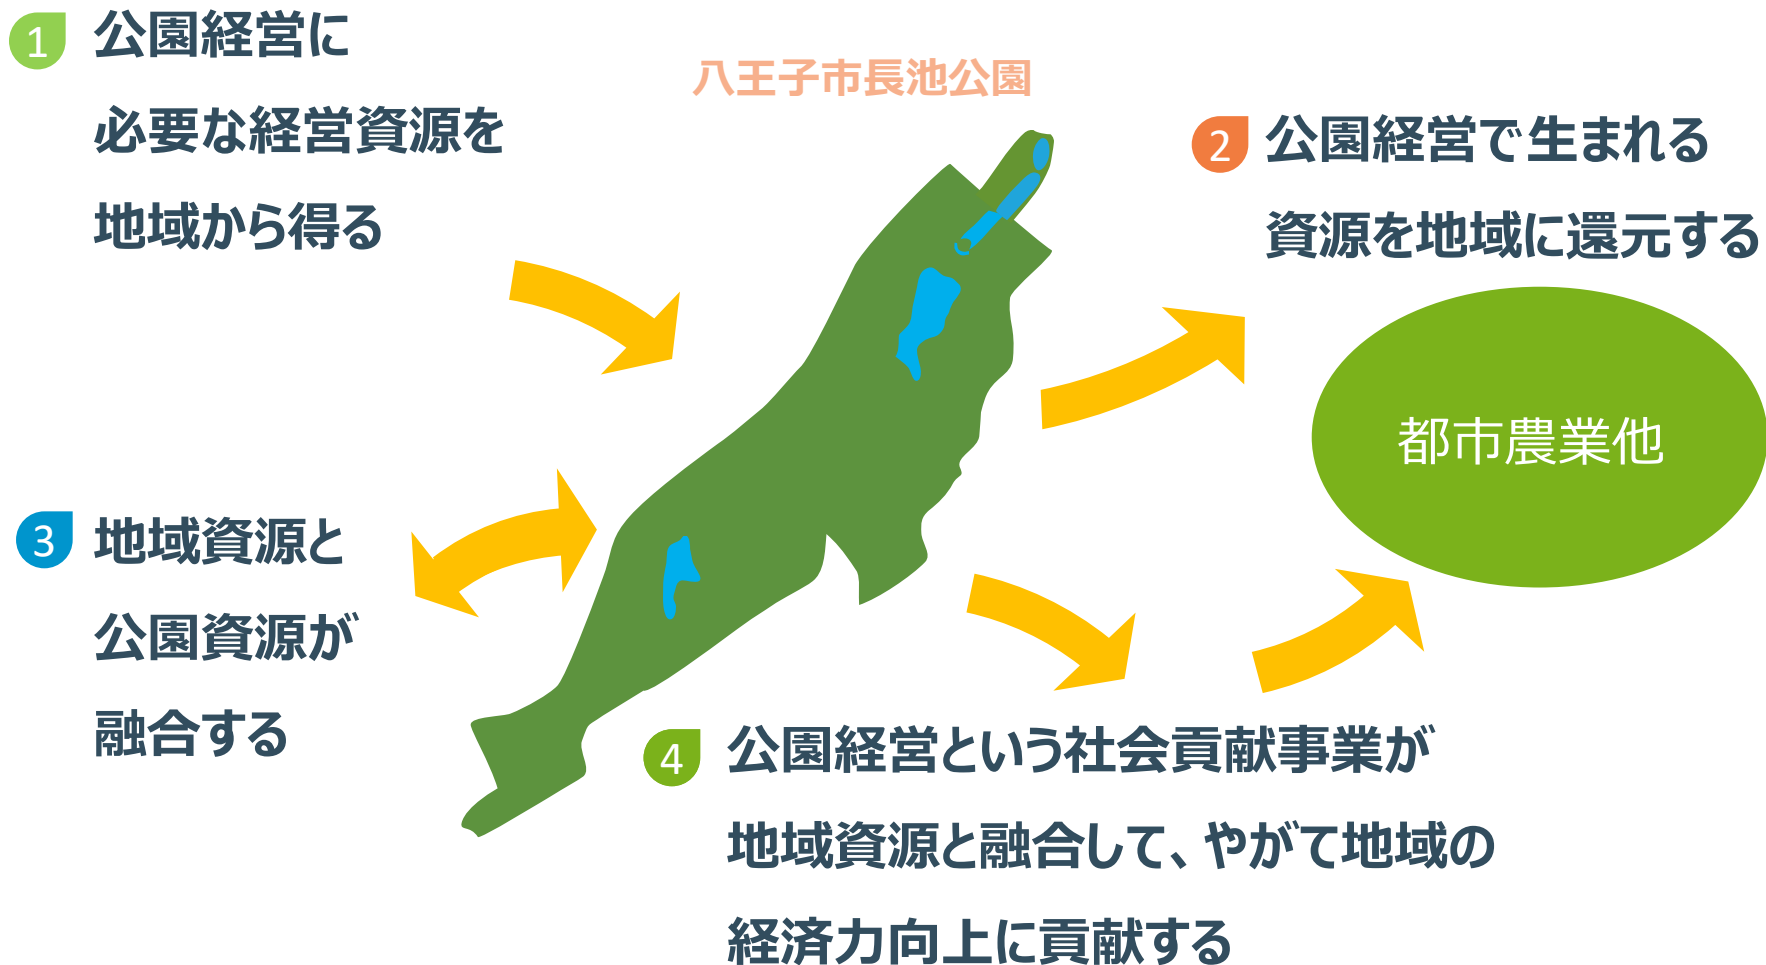 1 公園経営に
必要な経営資源を
地域から得る
八王子市長池公園
2 公園経営で生まれる
資源を地域に還元する
都市農業他
3 地域資源と
公園資源が
融合する
4 公園経営という社会貢献事業が
地域資源と融合して、やがて地域の
経済力向上に貢献する